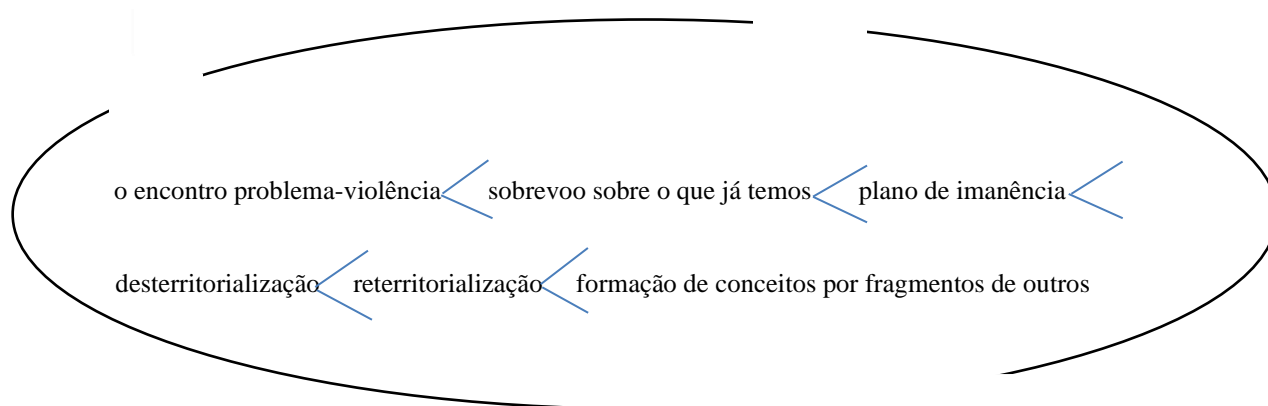 o encontro problema-violência sobrevoo sobre o que já temos plano de imanência
desterritorialização reterritorialização formação de conceitos por fragmentos de outros